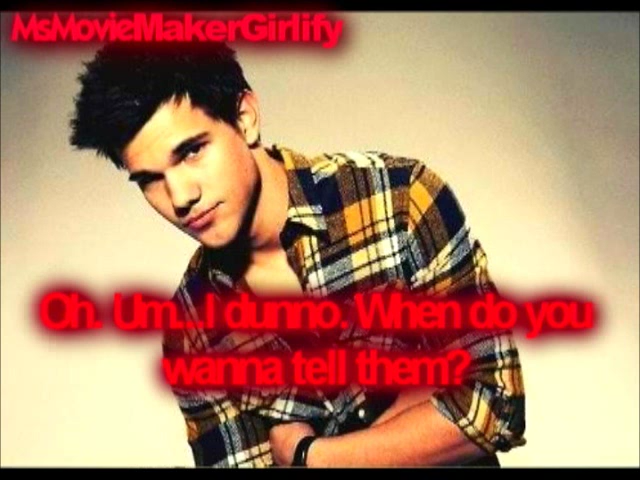 MsMovieMakerGirlify
Oh. Um...I dunno. When do you
wanna tell them?